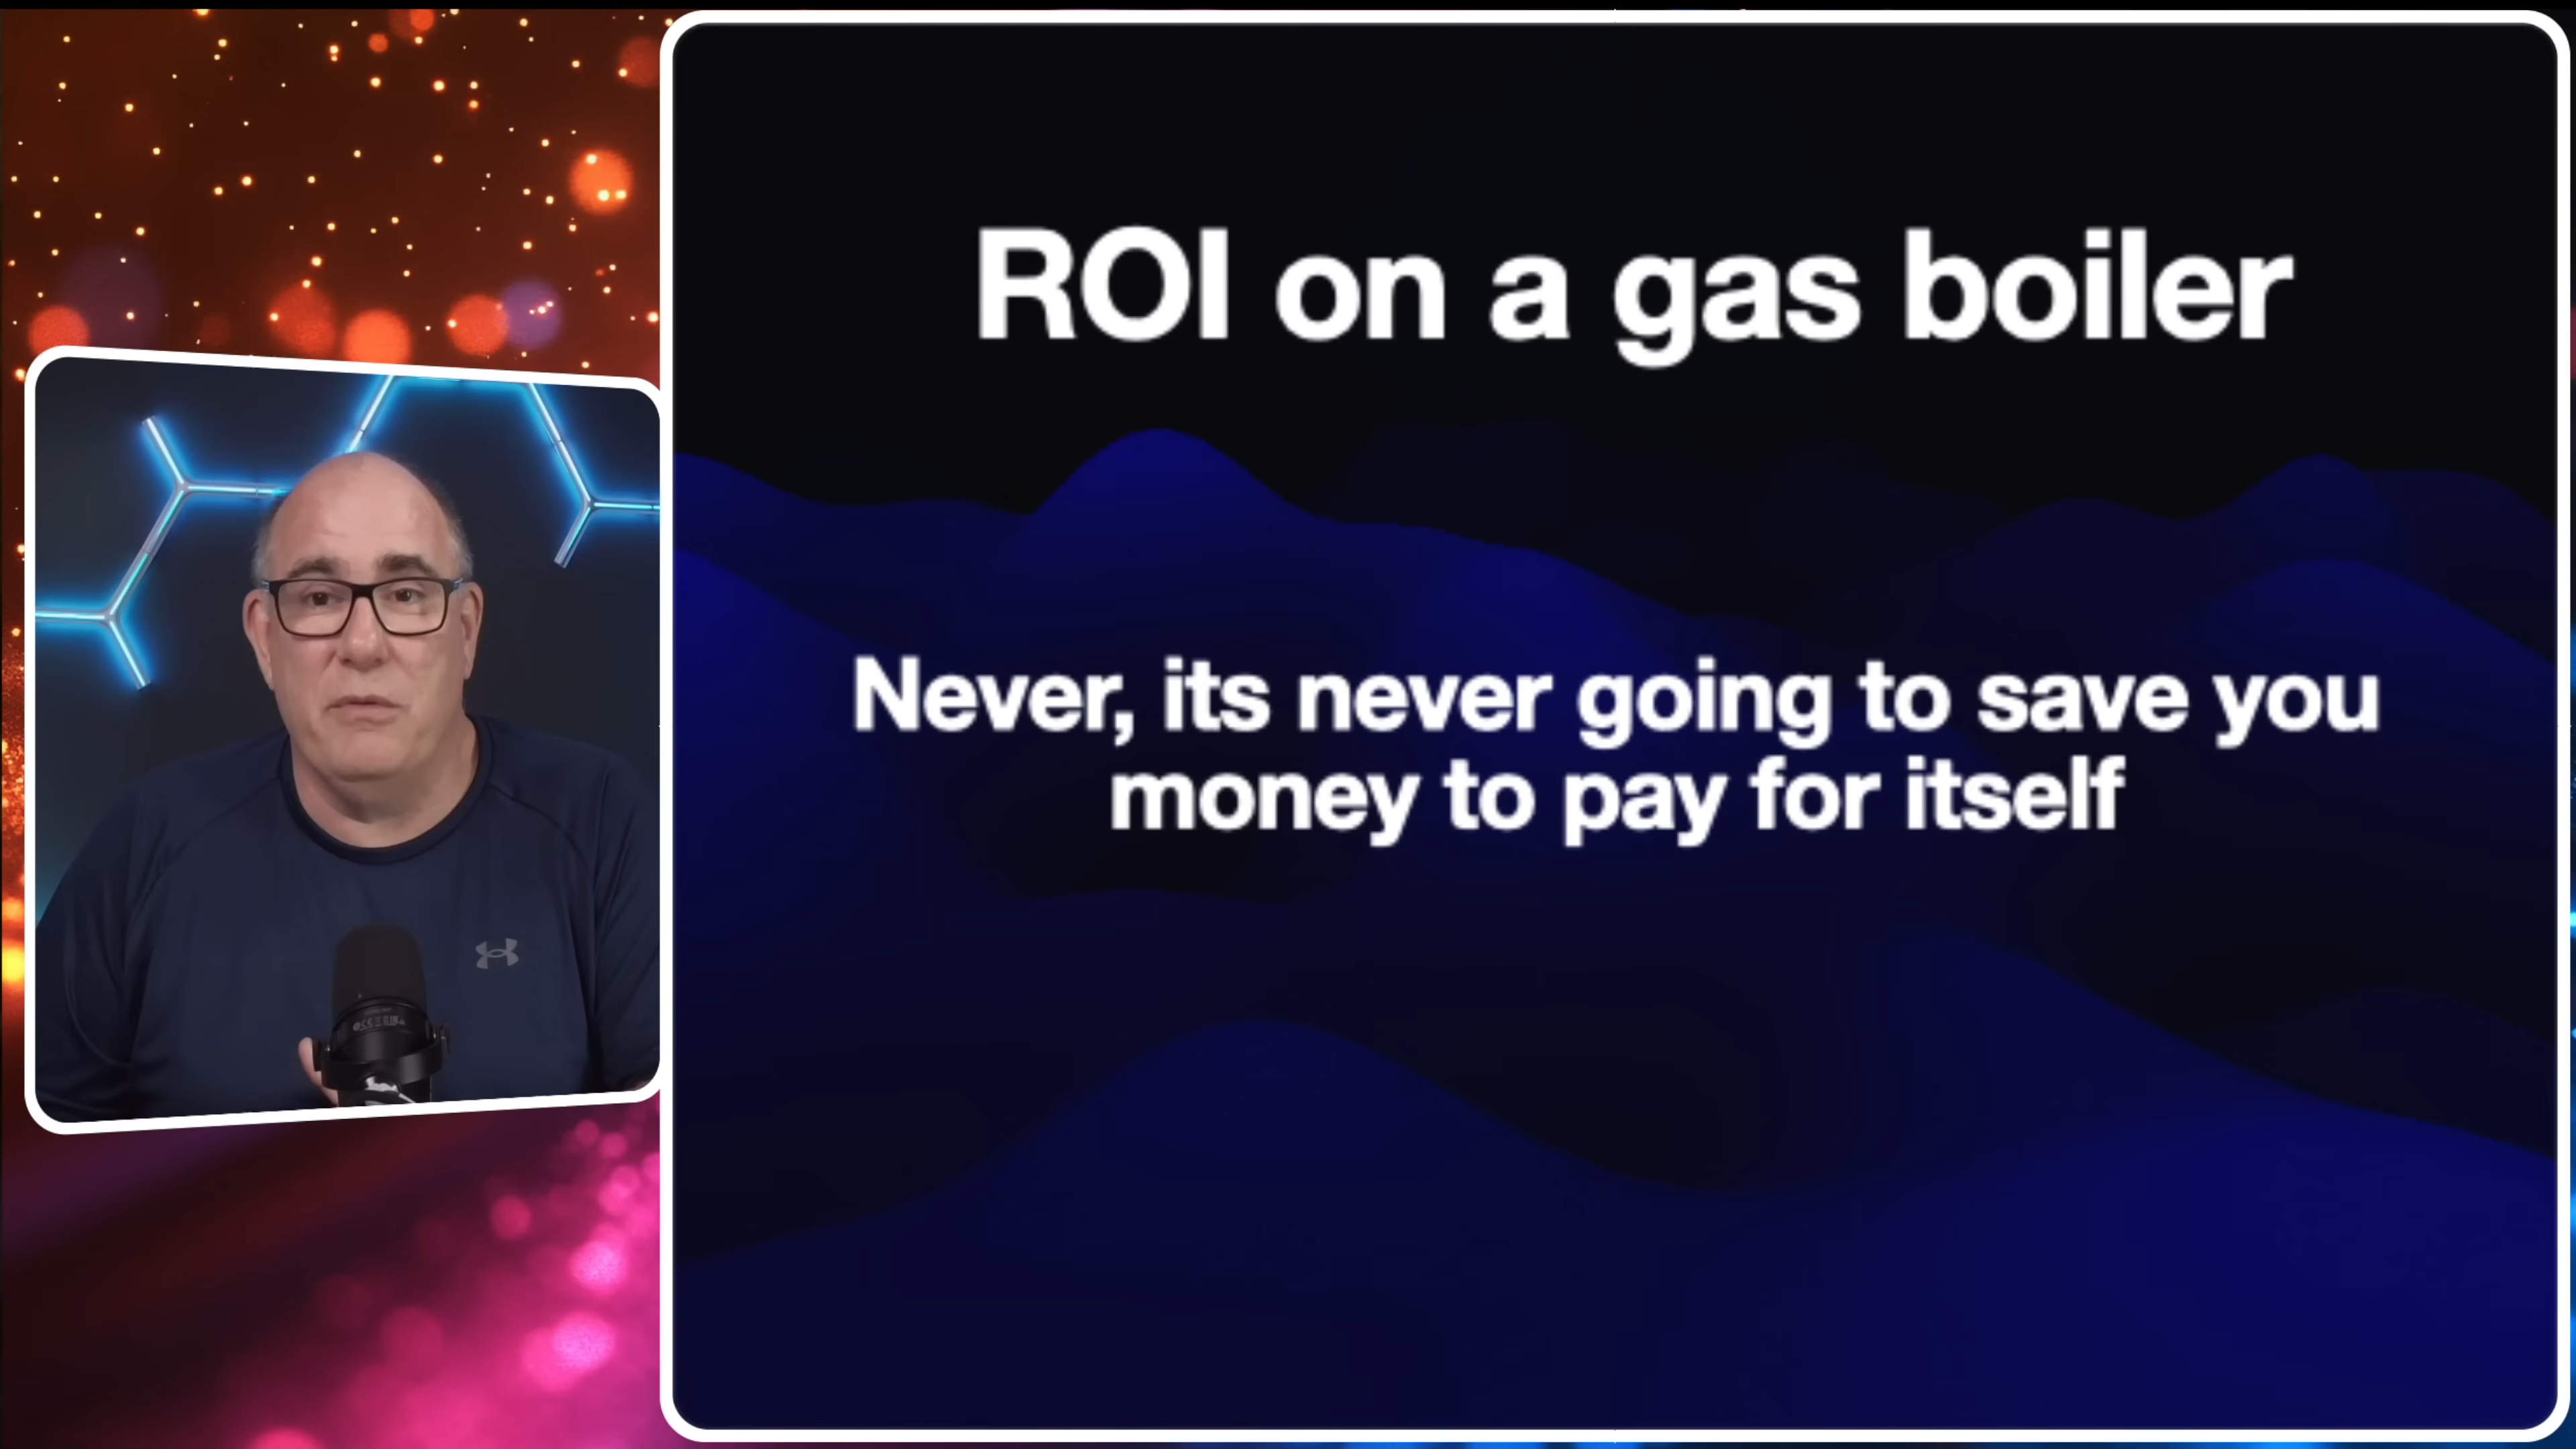 ROI on a gas boiler
Never, its never going to save you
money to pay for itself